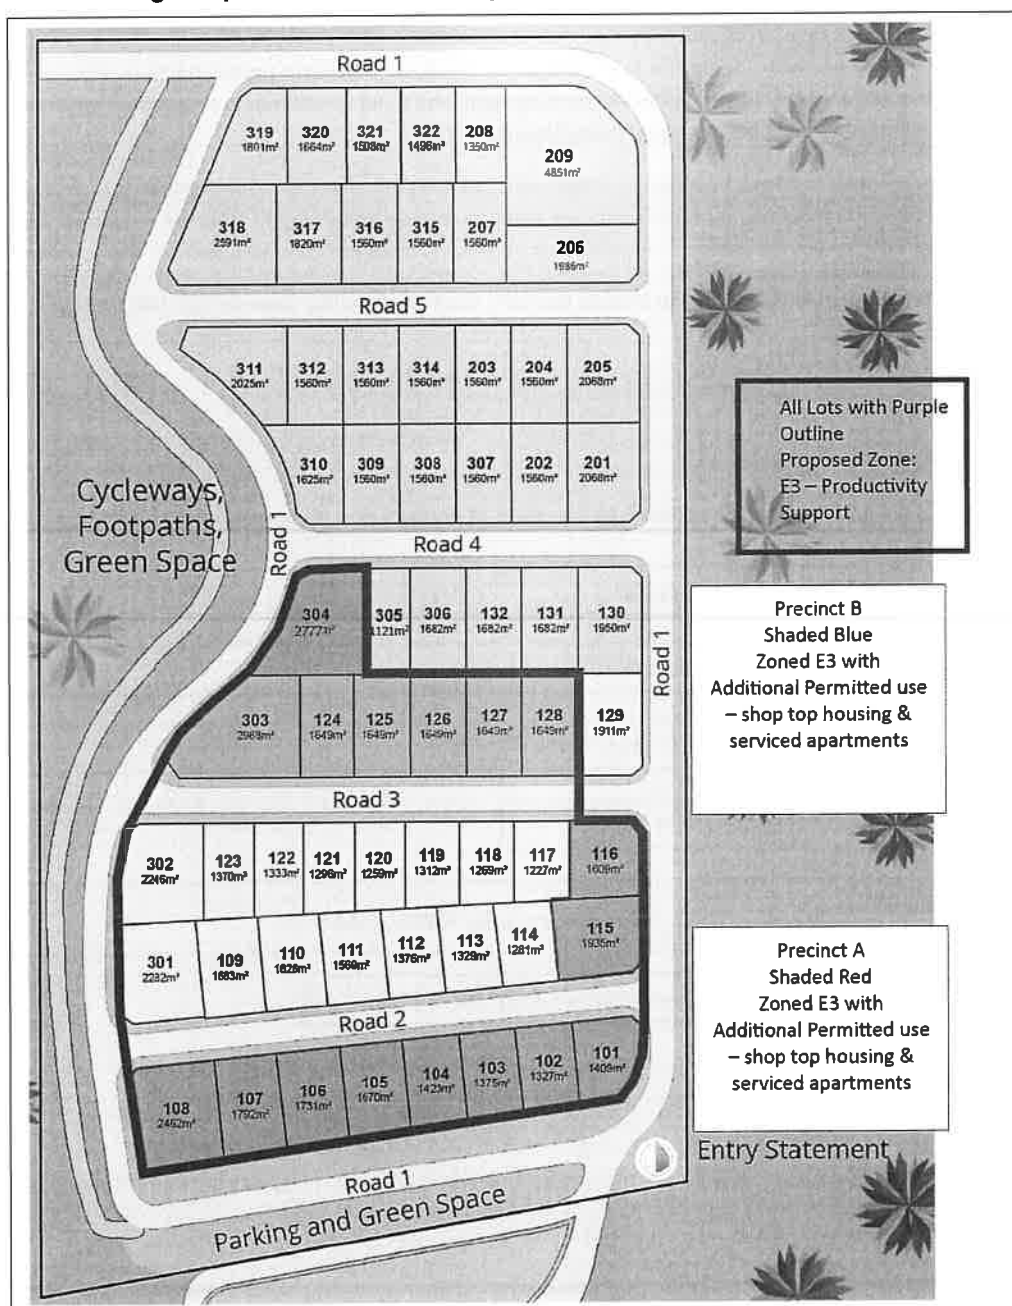 Road 1
319 320 321 322 208
1801m² 1664m² 1508m² 1496m² 1350m²
209
4851m²
318 317 316 315 207
2591m² 1820m² 1560m² 1560m² 1560m²
206
1986m²
Road 5
311 312 313 314 203 204 205
2025m² 1560m² 1560m² 1560m² 1560m² 1560m² 2068m²
310 309 308 307 202 201
1625m² 1560m² 1560m² 1560m² 1560m² 2068m²
All Lots with Purple
Outline
Proposed Zone:
E3 – Productivity
Support
Cycleways,
Footpaths,
Green Space
Road 1
Road 4
304 305 306 132 131 130
2777m² 1121m² 1682m² 1682m² 1682m² 1950m²
Road 1
303 124 125 126 127 128 129
2968m² 1649m² 1649m² 1649m² 1649m² 1649m² 1911m²
Precinct B
Shaded Blue
Zoned E3 with
Additional Permitted use
– shop top housing &
serviced apartments
Road 3
302 123 122 121 120 119 118 117 116
2246m² 1370m² 1333m² 1296m² 1259m² 1312m² 1269m² 1227m² 1609m²
301 109 110 111 112 113 114 115
2282m² 1683m² 1626m² 1569m² 1376m² 1329m² 1281m² 1935m²
Precinct A
Shaded Red
Zoned E3 with
Additional Permitted use
– shop top housing &
serviced apartments
Road 2
108 107 106 105 104 103 102 101
2462m² 1792m² 1731m² 1670m² 1423m² 1375m² 1327m² 1409m²
Entry Statement
Road 1
Parking and Green Space